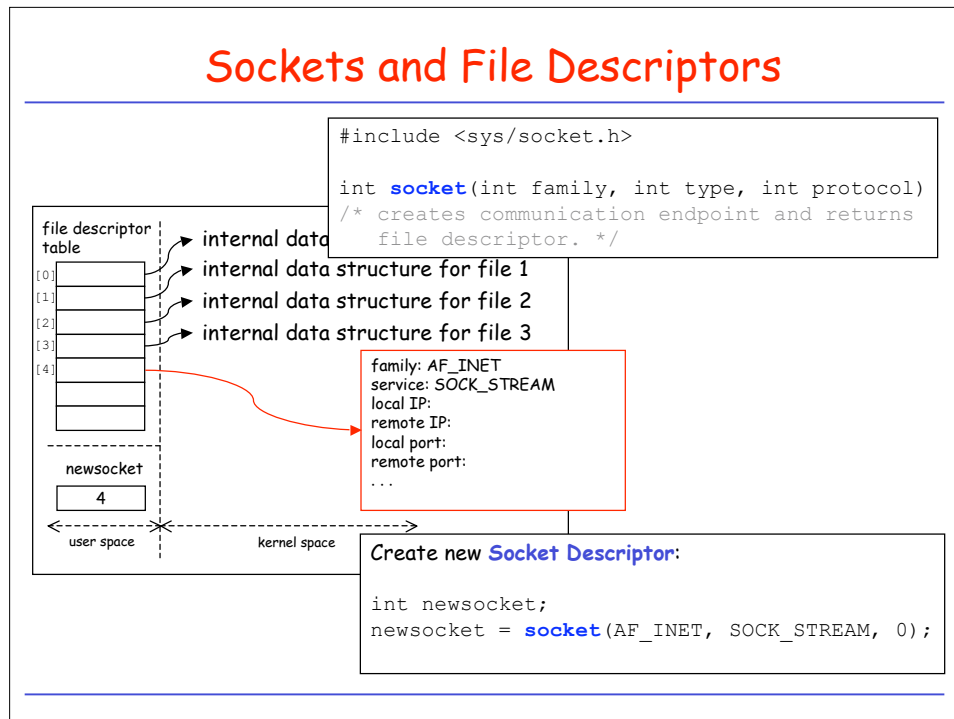 Sockets and File Descriptors
#include <sys/socket.h>
int socket(int family, int type, int protocol)
/* creates communication endpoint and returns
file descriptor. */
file descriptor
table
[0]
[1]
[2]
[3]
[4]
internal data
internal data structure for file 1
internal data structure for file 2
internal data structure for file 3
family: AF_INET
service: SOCK_STREAM
local IP:
remote IP:
local port:
remote port:
. . .
newsocket
4
user space
kernel space
Create new Socket Descriptor:
int newsocket;
newsocket = socket(AF_INET, SOCK_STREAM, 0);